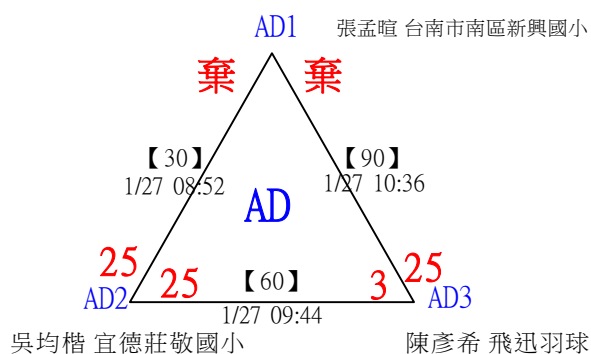 AD1 張孟暄 台南市南區新興國小
棄 棄
【30】 【90】
1/27 08:52 1/27 10:36
AD
25 25
25 【60】 3
AD2 AD3
1/27 09:44
吳均楷 宜德莊敬國小 陳彥希 飛迅羽球